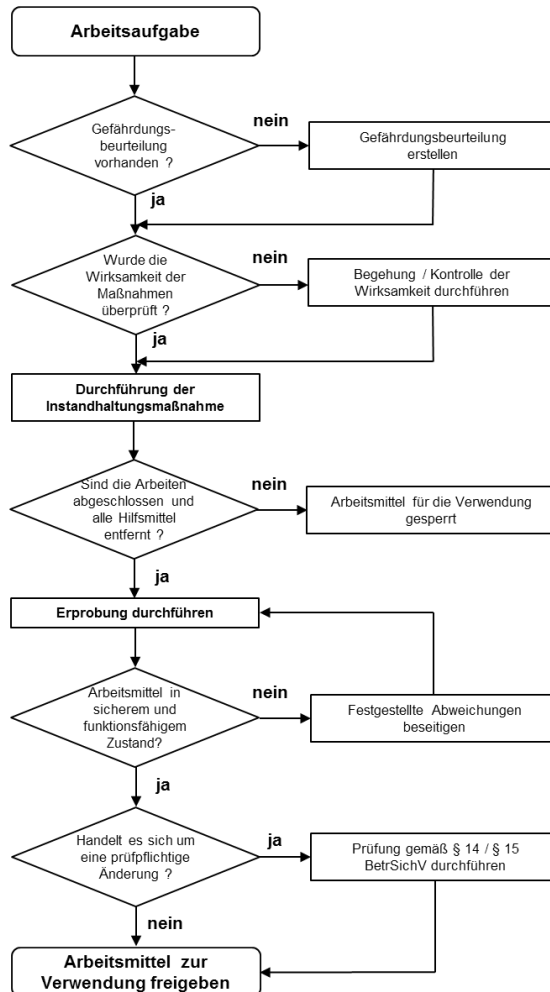 Arbeitsaufgabe
Gefährdungs-
beurteilung
vorhanden ?
nein
Gefährdungsbeurteilung
erstellen
ja
Wurde die
Wirksamkeit der
Maßnahmen
überprüft ?
nein
Begehung / Kontrolle der
Wirksamkeit durchführen
ja
Durchführung der
Instandhaltungsmaßnahme
Sind die Arbeiten
abgeschlossen und
alle Hilfsmittel
entfernt ?
nein
Arbeitsmittel für die Verwendung
gesperrt
ja
Erprobung durchführen
Arbeitsmittel in
sicherem und
funktionsfähigem
Zustand?
nein
Festgestellte Abweichungen
beseitigen
ja
Handelt es sich um
eine prüfpflichtige
Änderung ?
ja
Prüfung gemäß § 14 / § 15
BetrSichV durchführen
nein
Arbeitsmittel zur
Verwendung freigeben